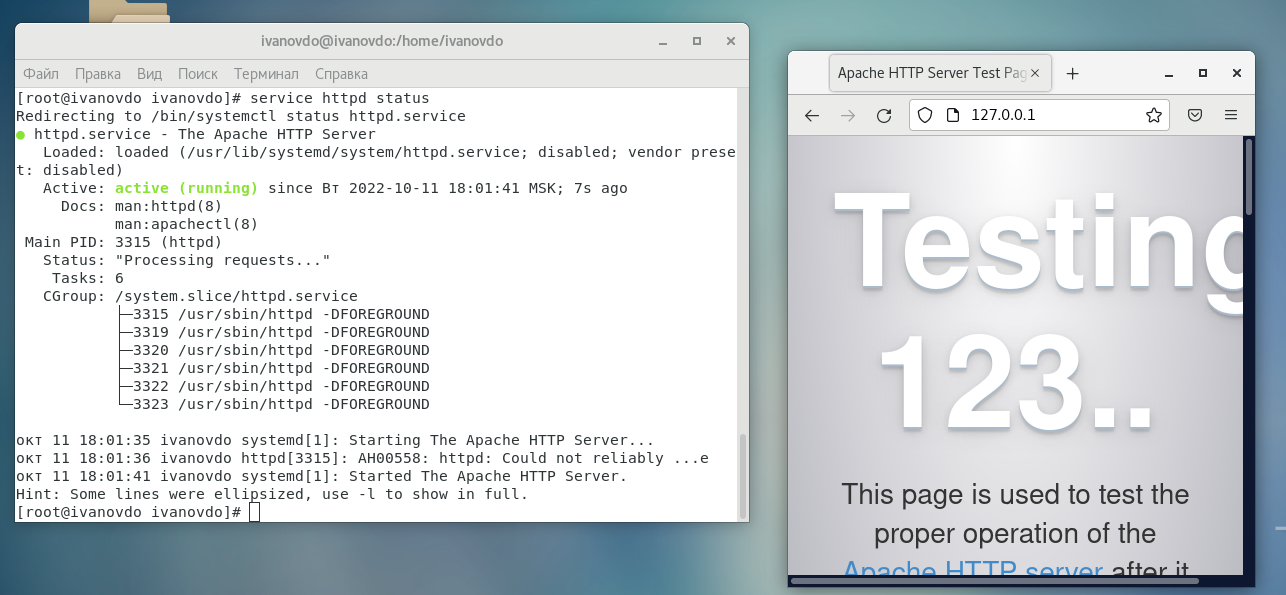 ivanovdo@ivanovdo:/home/ivanovdo
Файл Правка Вид Поиск Терминал Справка
[root@ivanovdo ivanovdo]# service httpd status
Redirecting to /bin/systemctl status httpd.service
● httpd.service - The Apache HTTP Server
   Loaded: loaded (/usr/lib/systemd/system/httpd.service; disabled; vendor prese
t: disabled)
   Active: active (running) since Вт 2022-10-11 18:01:41 MSK; 7s ago
     Docs: man:httpd(8)
           man:apachectl(8)
 Main PID: 3315 (httpd)
   Status: "Processing requests..."
    Tasks: 6
   CGroup: /system.slice/httpd.service
           ├─3315 /usr/sbin/httpd -DFOREGROUND
           ├─3319 /usr/sbin/httpd -DFOREGROUND
           ├─3320 /usr/sbin/httpd -DFOREGROUND
           ├─3321 /usr/sbin/httpd -DFOREGROUND
           ├─3322 /usr/sbin/httpd -DFOREGROUND
           └─3323 /usr/sbin/httpd -DFOREGROUND
окт 11 18:01:35 ivanovdo systemd[1]: Starting The Apache HTTP Server...
окт 11 18:01:36 ivanovdo httpd[3315]: AH00558: httpd: Could not reliably ...e
окт 11 18:01:41 ivanovdo systemd[1]: Started The Apache HTTP Server.
Hint: Some lines were ellipsized, use -l to show in full.
[root@ivanovdo ivanovdo]#
Apache HTTP Server Test Pag
127.0.0.1
Testing
123..
This page is used to test the
proper operation of the
Apache HTTP server after it